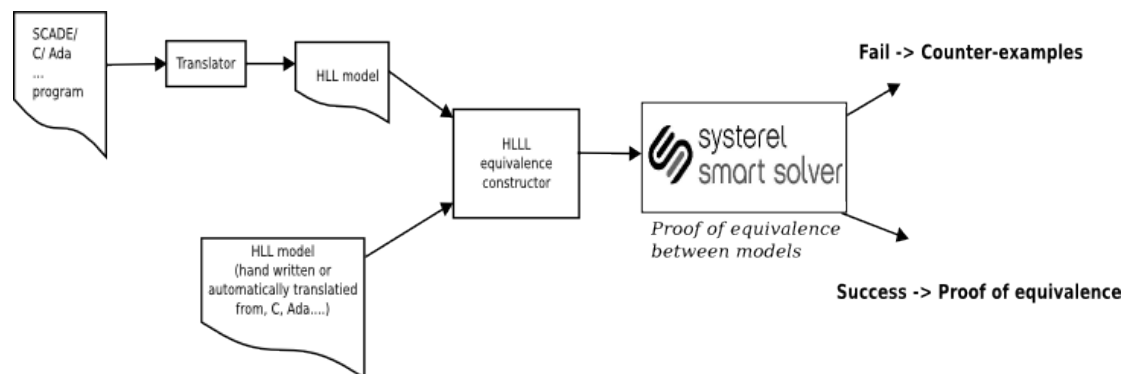 SCADE/
C/ Ada
...
program
Translator
HLL model
HLLL
equivalence
constructor
HLL model
(hand written or
automatically translatied
from, C, Ada....)
systerel
smart solver
Proof of equivalence
between models
Fail -> Counter-examples
Success -> Proof of equivalence